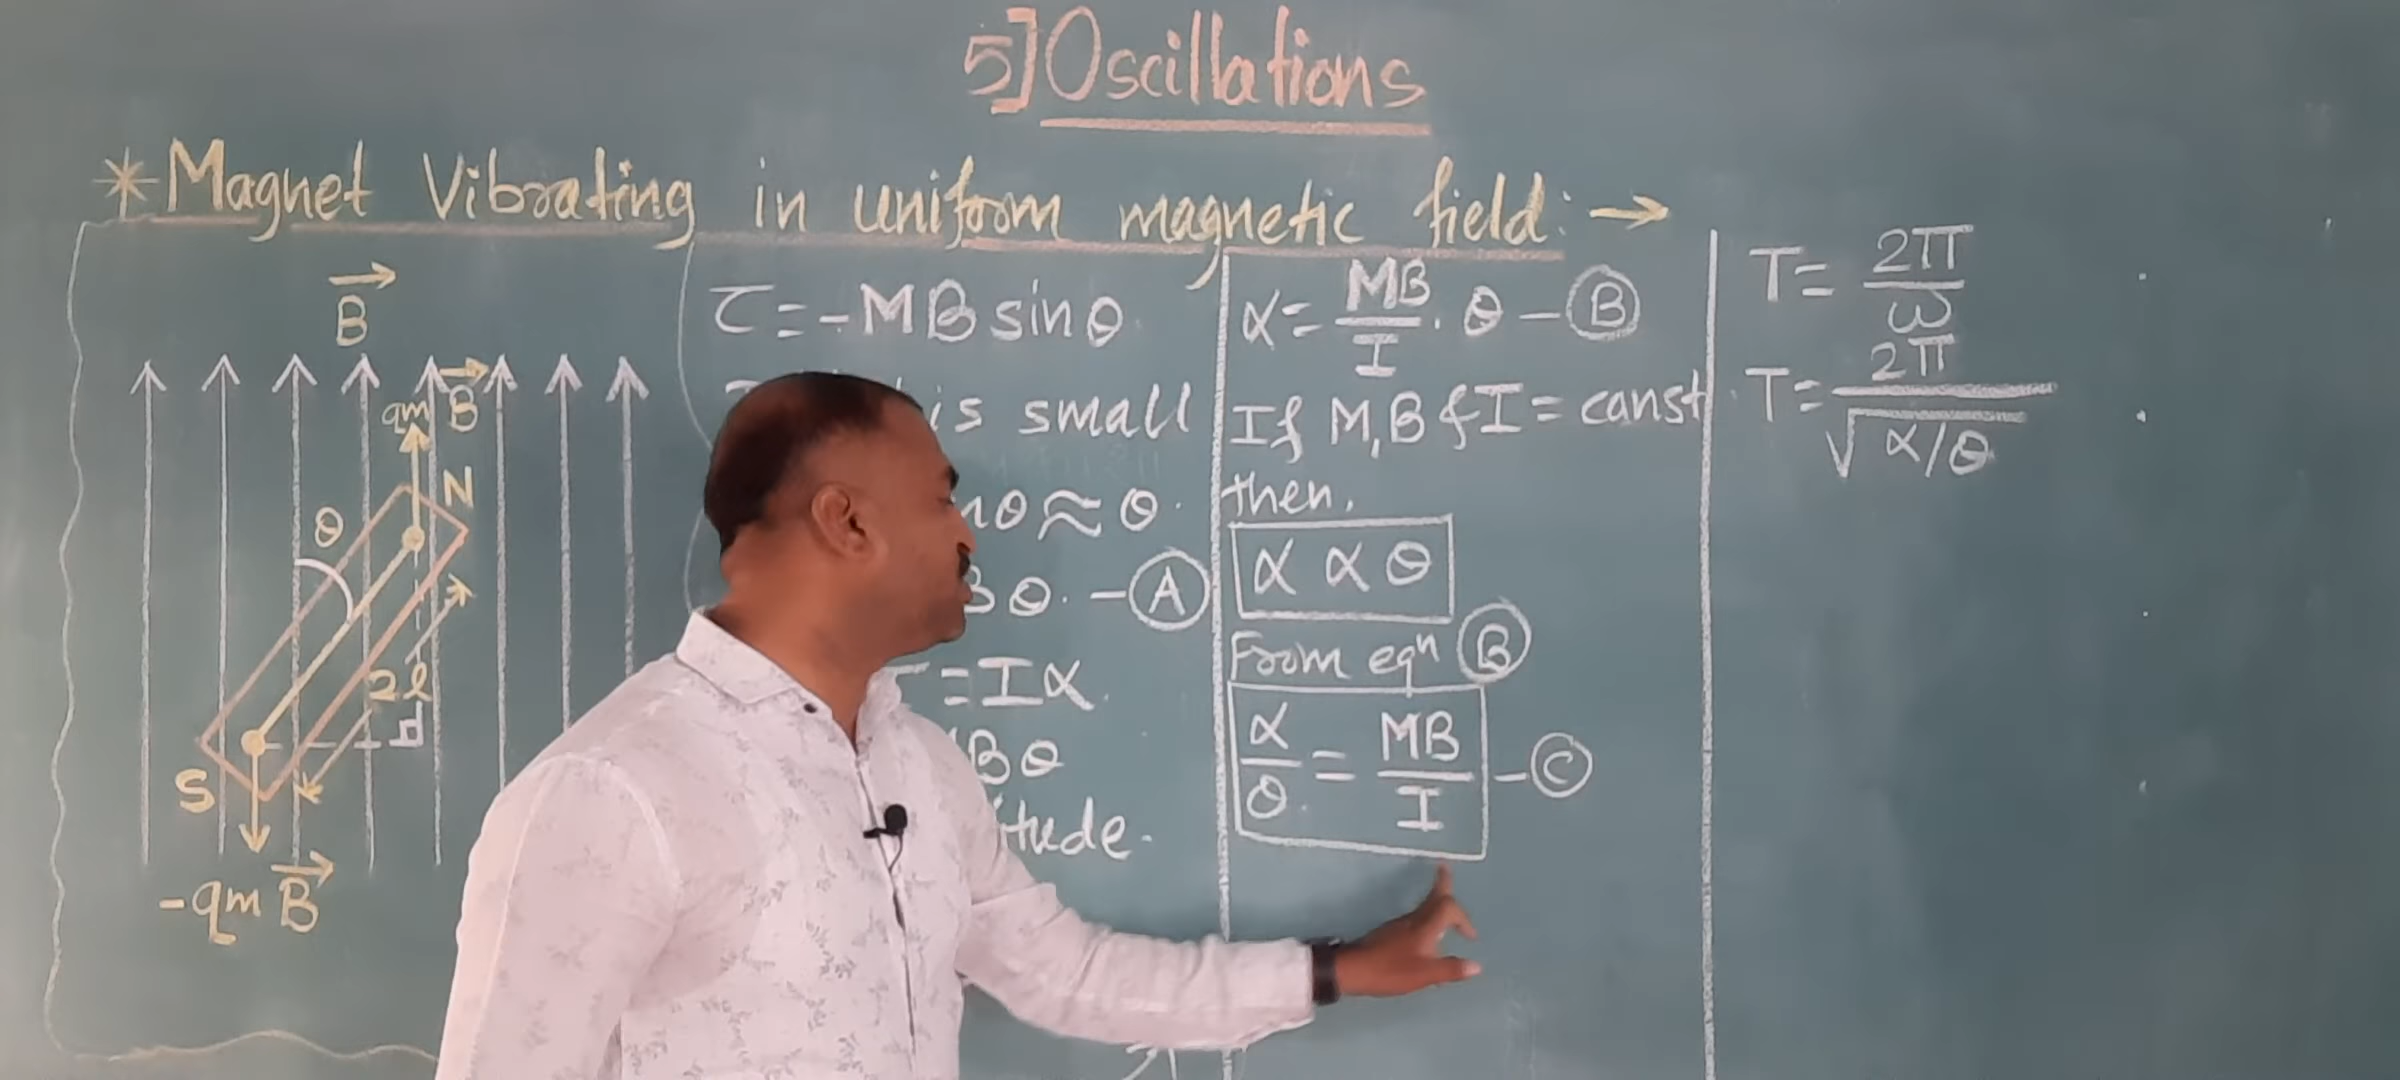 5] Oscillations
* Magnet Vibrating in uniform magnetic field: →
B
qm B
N
θ
2l
S
-qm B
τ = -MB sinθ
is small
θ ≈ θ.
θ. - (A)
= Iα.
Bθ
itude.
α = MB/I . θ - (B)
If M,B & I = const.
then,
α α θ
From eqn (B)
α/θ = MB/I - (C)
T = 2π/ω
T = 2π/√α/θ